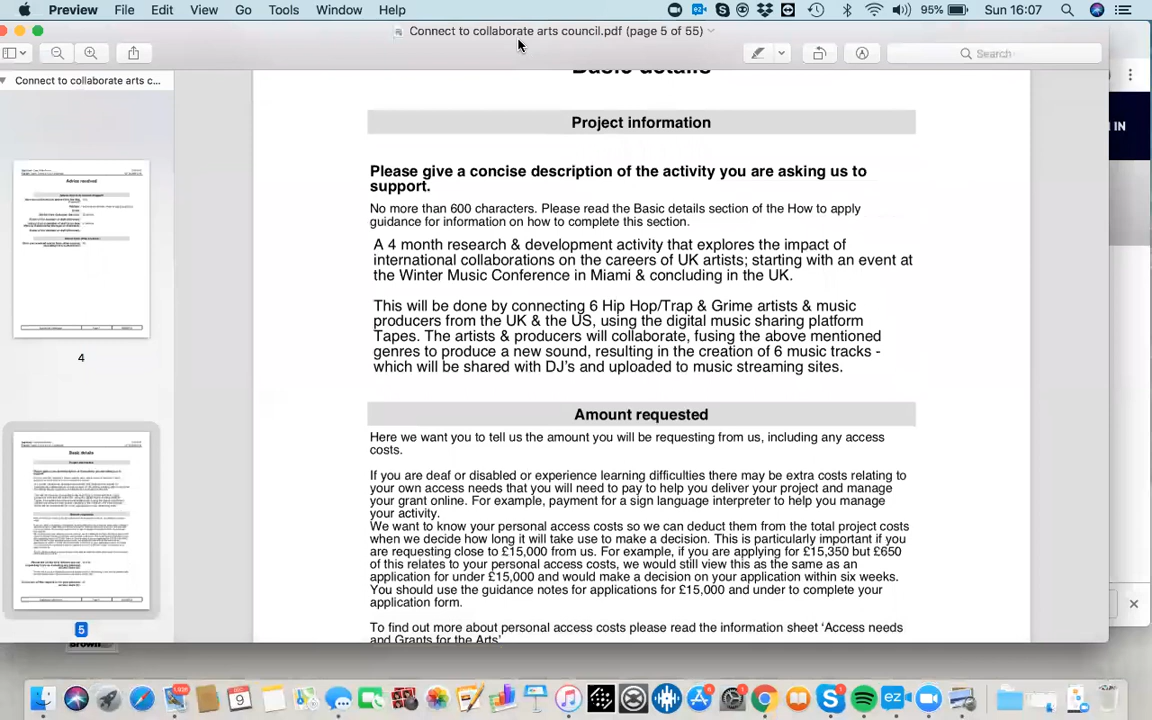 Preview File Edit View Go Tools Window Help 95% Sun 16:07
Connect to collaborate arts council.pdf (page 5 of 55)
Search
Connect to collaborate arts c...
Basic details
Project information
Please give a concise description of the activity you are asking us to
support.
No more than 600 characters. Please read the Basic details section of the How to apply
guidance for information on how to complete this section.
A 4 month research & development activity that explores the impact of
international collaborations on the careers of UK artists; starting with an event at
the Winter Music Conference in Miami & concluding in the UK.
This will be done by connecting 6 Hip Hop/Trap & Grime artists & music
producers from the UK & the US, using the digital music sharing platform
Tapes. The artists & producers will collaborate, fusing the above mentioned
genres to produce a new sound, resulting in the creation of 6 music tracks -
which will be shared with DJ's and uploaded to music streaming sites.
Amount requested
Here we want you to tell us the amount you will be requesting from us, including any access
costs.
If you are deaf or disabled or experience learning difficulties there may be extra costs relating to
your own access needs that you will need to pay to help you deliver your project and manage
your grant online. For example, payment for a sign language interpreter to help you manage
your activity.
We want to know your personal access costs so we can deduct them from the total project costs
when we decide how long it will take use to make a decision. This is particularly important if you
are requesting close to £15,000 from us. For example, if you are applying for £15,350 but £650
of this relates to your personal access costs, we would still view this as the same as an
application for under £15,000 and would make a decision on your application within six weeks.
You should use the guidance notes for applications for £15,000 and under to complete your
application form.
To find out more about personal access costs please read the information sheet 'Access needs
and Grants for the Arts'
Advice received
4
Basic details
5
IN